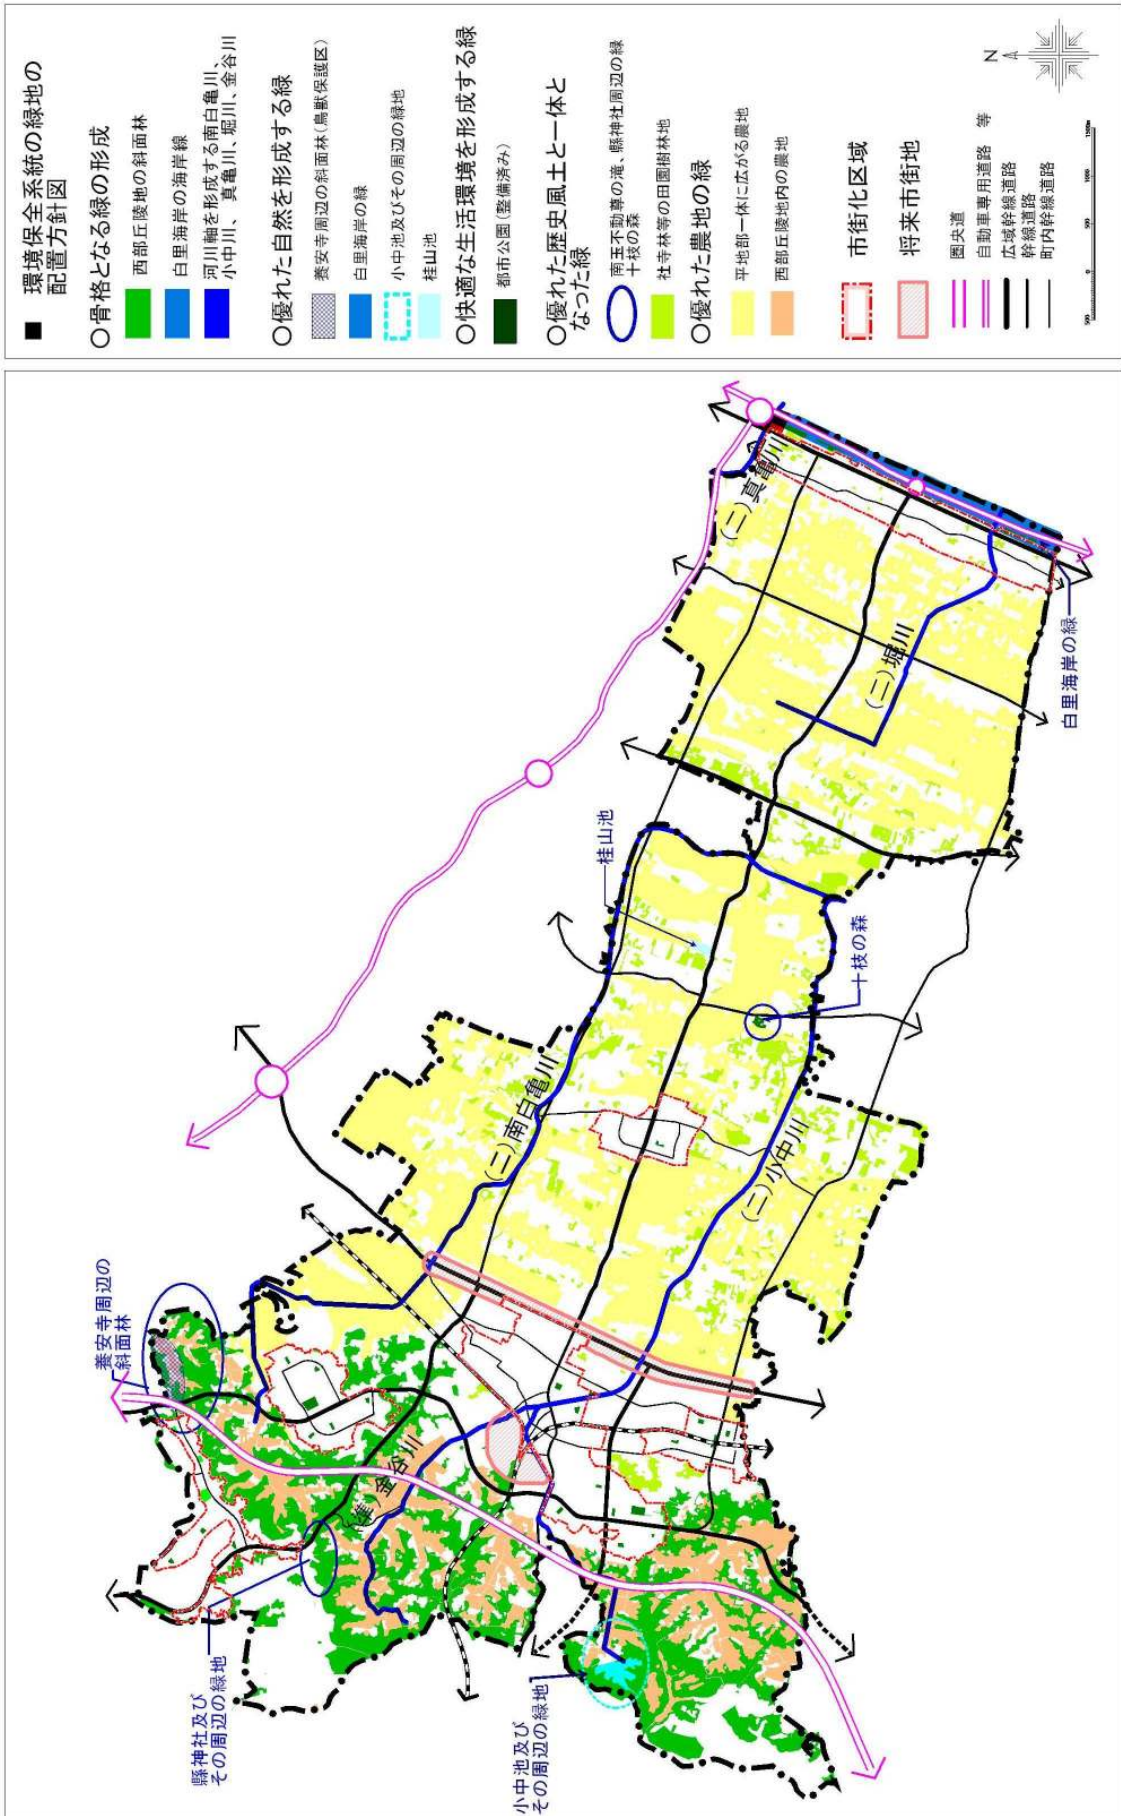 ■ 環境保全系統の緑地の
配置方針図
○骨格となる緑の形成
西部丘陵地の斜面林
白里海岸の海岸線
河川軸を形成する南白亀川、
小中川、真亀川、堀川、金谷川
○優れた自然を形成する緑
養安寺周辺の斜面林(鳥獣保護区)
白里海岸の緑
小中池及びその周辺の緑地
桂山池
○快適な生活環境を形成する緑
都市公園(整備済み)
○優れた歴史風土と一体と
なった緑
南玉不動尊の滝、縣神社周辺の緑
十枝の森
社寺林等の田園樹林地
○優れた農地の緑
平地部一体に広がる農地
西部丘陵地内の農地
市街化区域
将来市街地
圏央道
自動車専用道路 等
広域幹線道路
幹線道路
町内幹線道路
N
500
0
1000
1500m
養安寺周辺の
斜面林
縣神社及び
その周辺の緑地
小中池及び
その周辺の緑地
(準)金谷川
(二)南白亀川
(二)小中川
十枝の森
桂山池
(二)堀川
(二)真亀川
白里海岸の緑